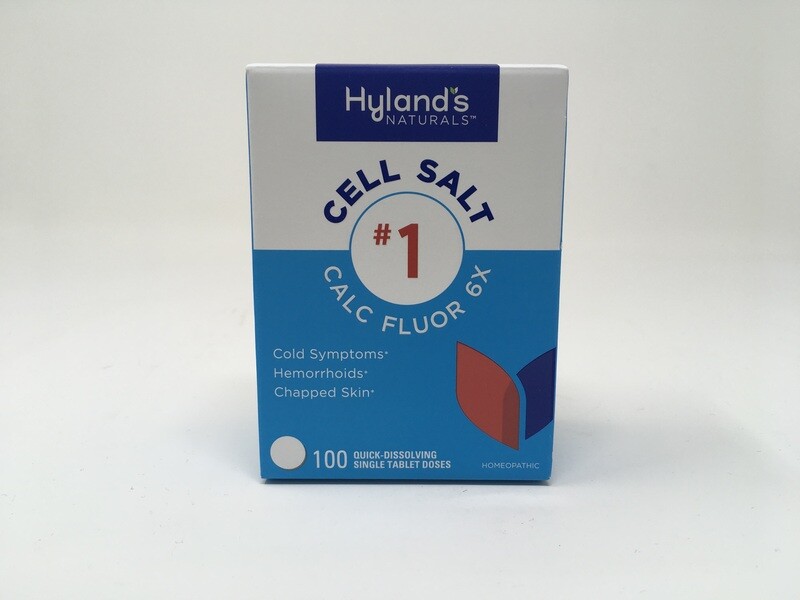 Hyland's
NATURALS™
CELL SALT
#1
CALC FLUOR 6X
Cold Symptoms*
Hemorrhoids*
Chapped Skin*
100 QUICK-DISSOLVING
SINGLE TABLET DOSES
HOMEOPATHIC